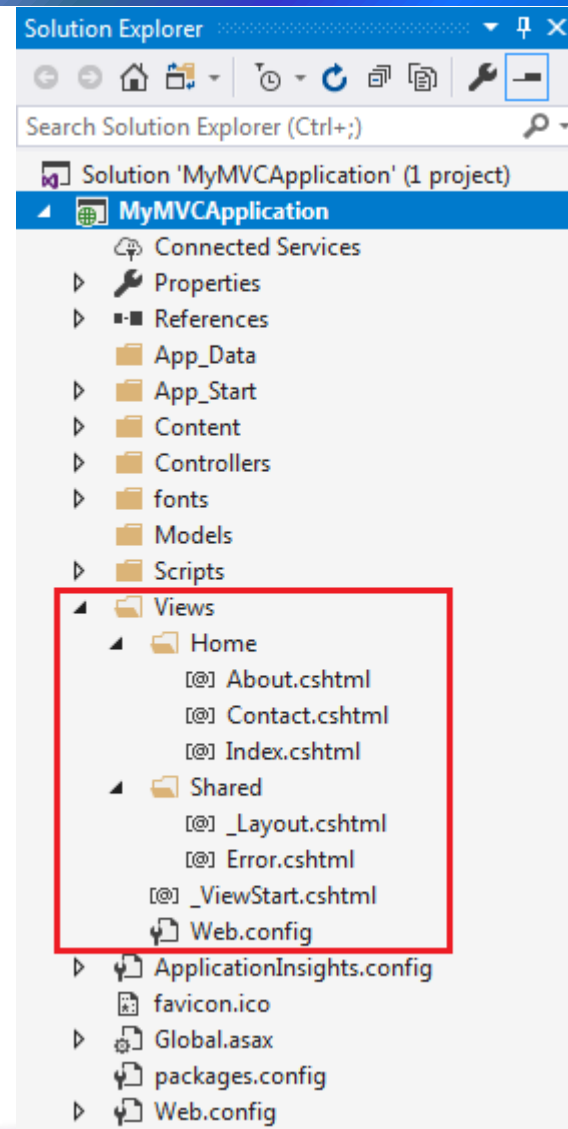 Solution Explorer
Search Solution Explorer (Ctrl+;)
Solution 'MyMVCApplication' (1 project)
MyMVCApplication
Connected Services
Properties
References
App_Data
App_Start
Content
Controllers
fonts
Models
Scripts
Views
Home
[@] About.cshtml
[@] Contact.cshtml
[@] Index.cshtml
Shared
[@] _Layout.cshtml
[@] Error.cshtml
[@] _ViewStart.cshtml
Web.config
ApplicationInsights.config
favicon.ico
Global.asax
packages.config
Web.config